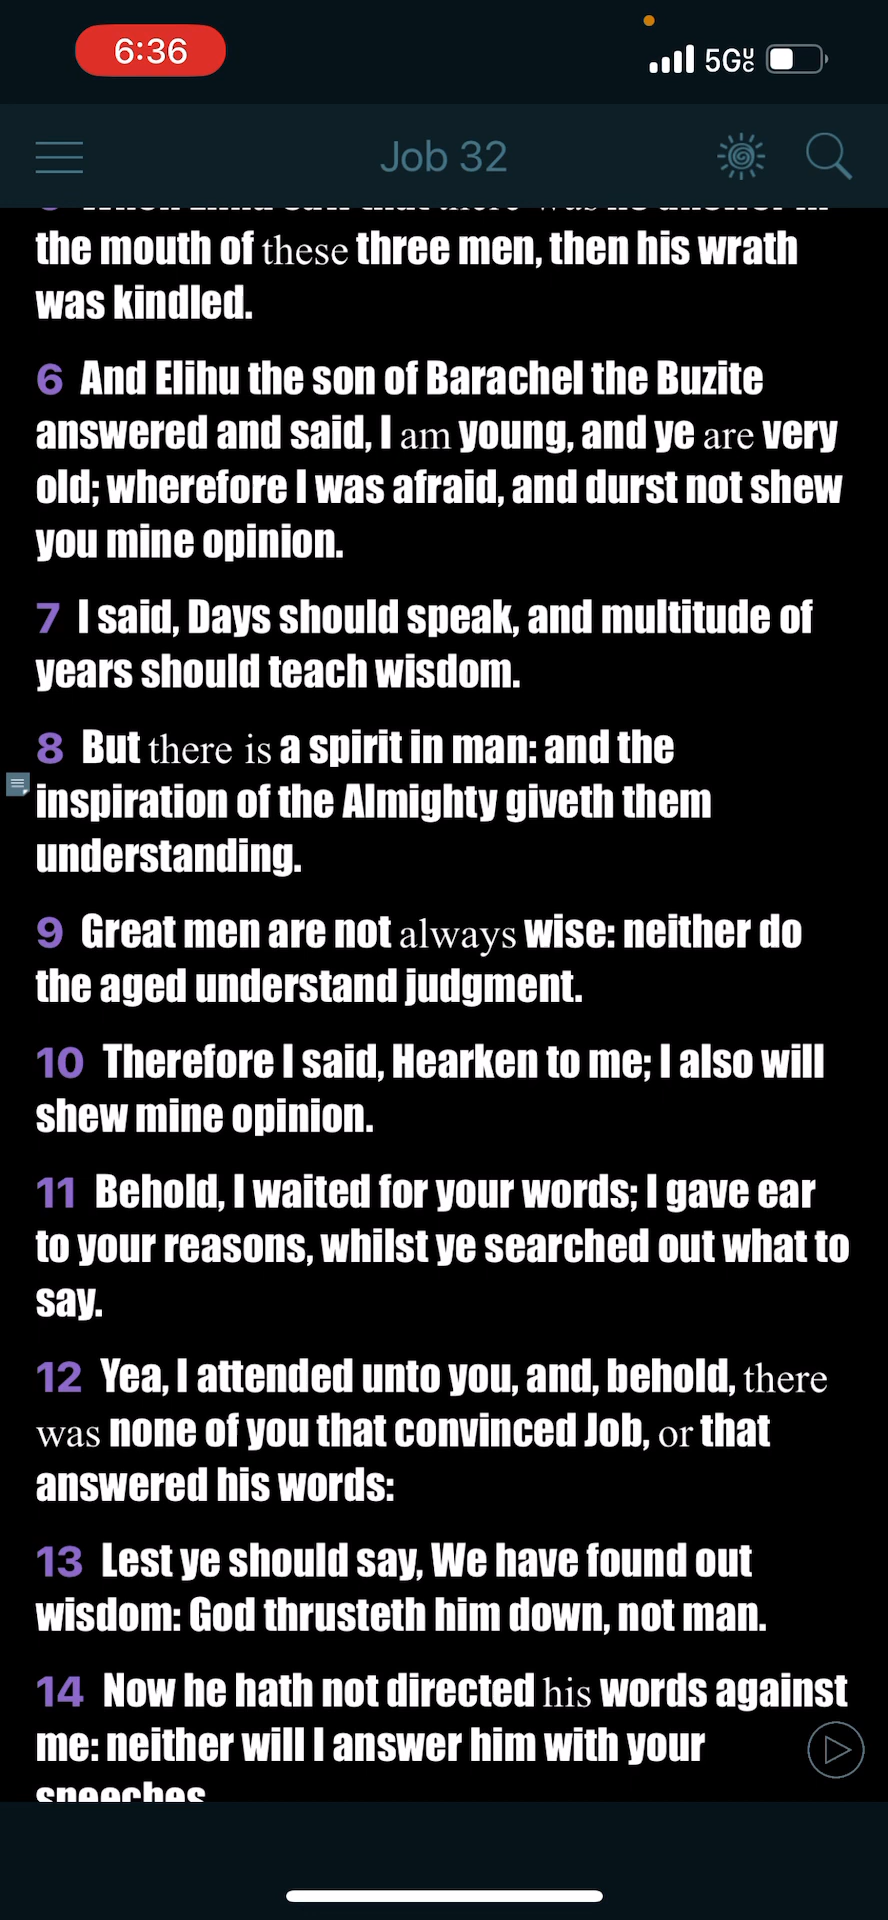 6:36
5G UC
Job 32
the mouth of these three men, then his wrath
was kindled.
6 And Elihu the son of Barachel the Buzite
answered and said, I am young, and ye are very
old; wherefore I was afraid, and durst not shew
you mine opinion.
7 I said, Days should speak, and multitude of
years should teach wisdom.
8 But there is a spirit in man: and the
inspiration of the Almighty giveth them
understanding.
9 Great men are not always wise: neither do
the aged understand judgment.
10 Therefore I said, Hearken to me; I also will
shew mine opinion.
11 Behold, I waited for your words; I gave ear
to your reasons, whilst ye searched out what to
say.
12 Yea, I attended unto you, and, behold, there
was none of you that convinced Job, or that
answered his words:
13 Lest ye should say, We have found out
wisdom: God thrusteth him down, not man.
14 Now he hath not directed his words against
me: neither will I answer him with your
speeches